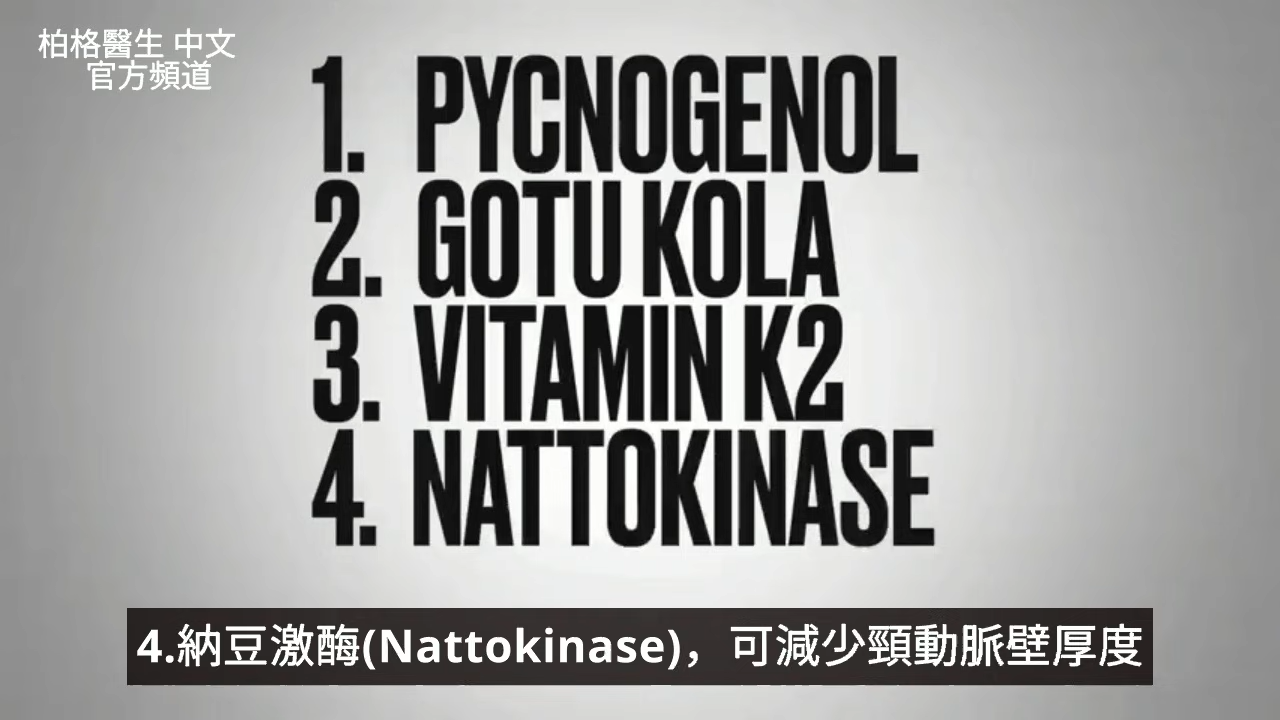 柏格醫生 中文
官方頻道
1. PYCNOGENOL
2. GOTU KOLA
3. VITAMIN K2
4. NATTOKINASE
4.納豆激酶(Nattokinase)，可減少頸動脈壁厚度